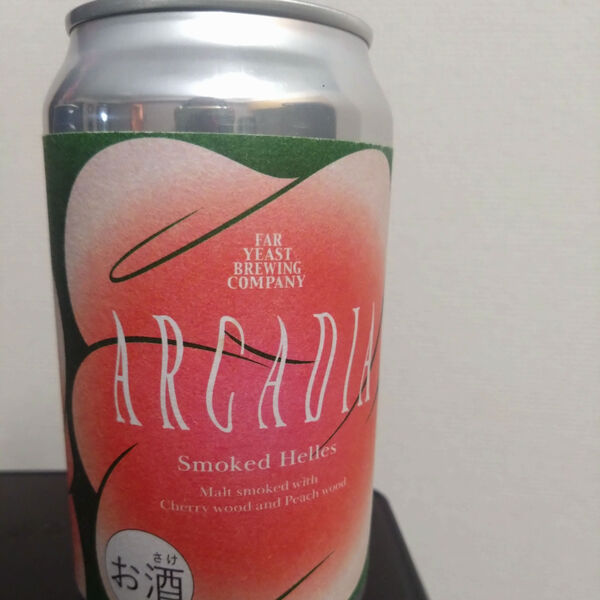 FAR
YEAST
BREWING
COMPANY
ARCADIA
Smoked Helles
Malt smoked with
Cherry wood and Peach wood
さけ
お酒